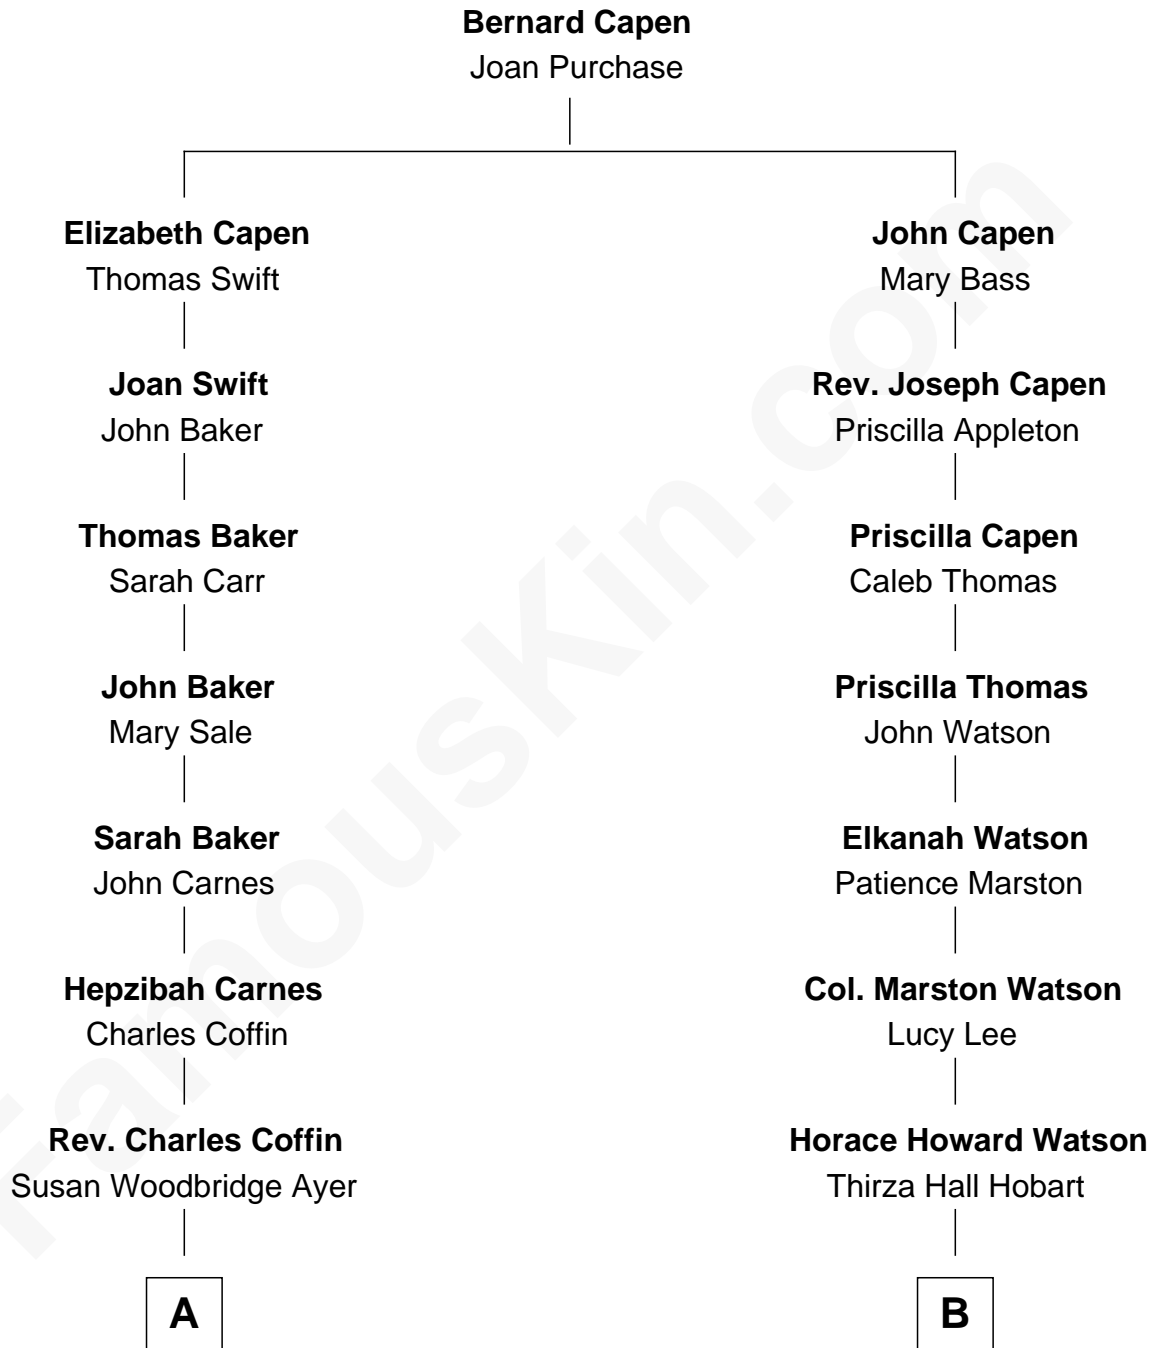 Bernard Capen
Joan Purchase
Elizabeth Capen
Thomas Swift
John Capen
Mary Bass
Joan Swift
John Baker
Rev. Joseph Capen
Priscilla Appleton
Thomas Baker
Sarah Carr
Priscilla Capen
Caleb Thomas
John Baker
Mary Sale
Priscilla Thomas
John Watson
Sarah Baker
John Carnes
Elkanah Watson
Patience Marston
Hepzibah Carnes
Charles Coffin
Col. Marston Watson
Lucy Lee
Rev. Charles Coffin
Susan Woodbridge Ayer
Horace Howard Watson
Thirza Hall Hobart
A
B
FamousKin.com